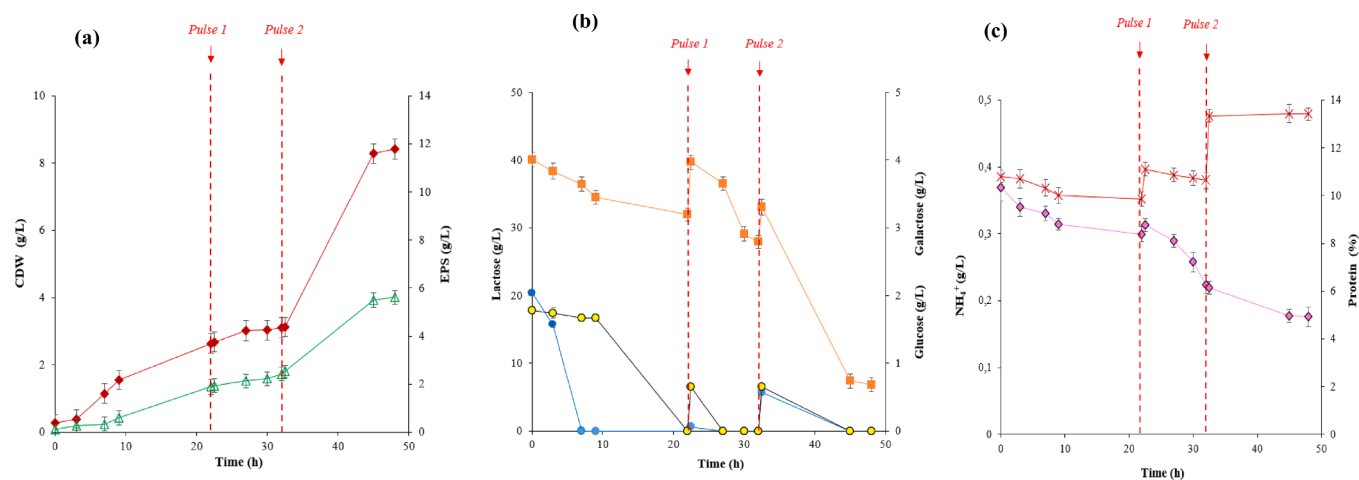 (a)
Pulse 1
Pulse 2
10
8
6
4
2
0
CDW
(g/L)
14
12
10
8
6
4
2
0
EPS (g/L)
0
10
20
30
40
50
Time (h)
(b)
Pulse 1
Pulse 2
50
40
30
20
10
0
Lactose (g/L)
5
4
3
2
1
0
Galactose (g/L)
Glucose (g/L)
0
10
20
30
40
50
Time (h)
(c)
Pulse 1
Pulse 2
0,5
0,4
0,3
0,2
0,1
0
NH₄⁺ (g/L)
14
12
10
8
6
4
2
0
Protein (%)
0
10
20
30
40
50
Time (h)